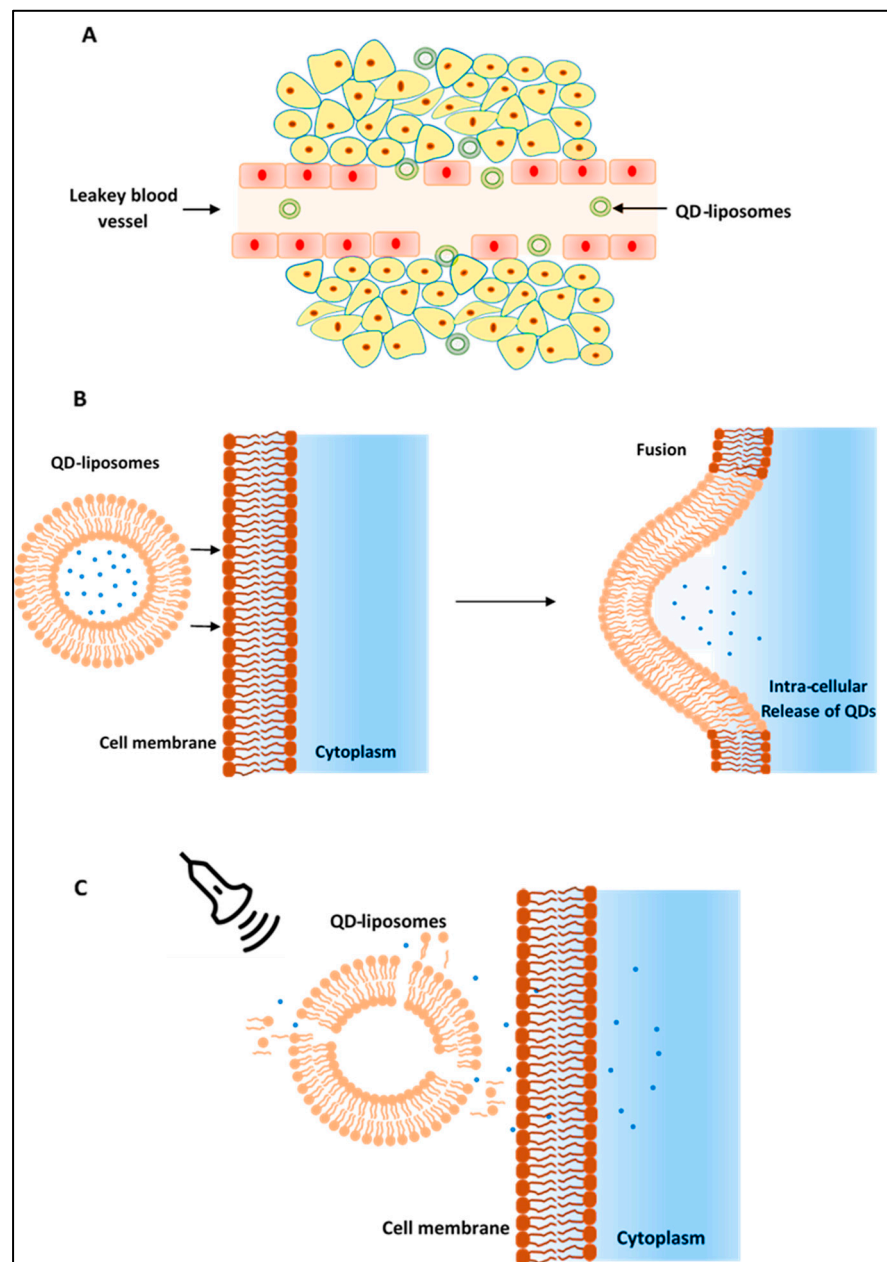 A
Leakey blood
vessel
QD-liposomes
B
QD-liposomes
Cell membrane
Cytoplasm
Fusion
Intra-cellular
Release of QDs
C
QD-liposomes
Cell membrane
Cytoplasm